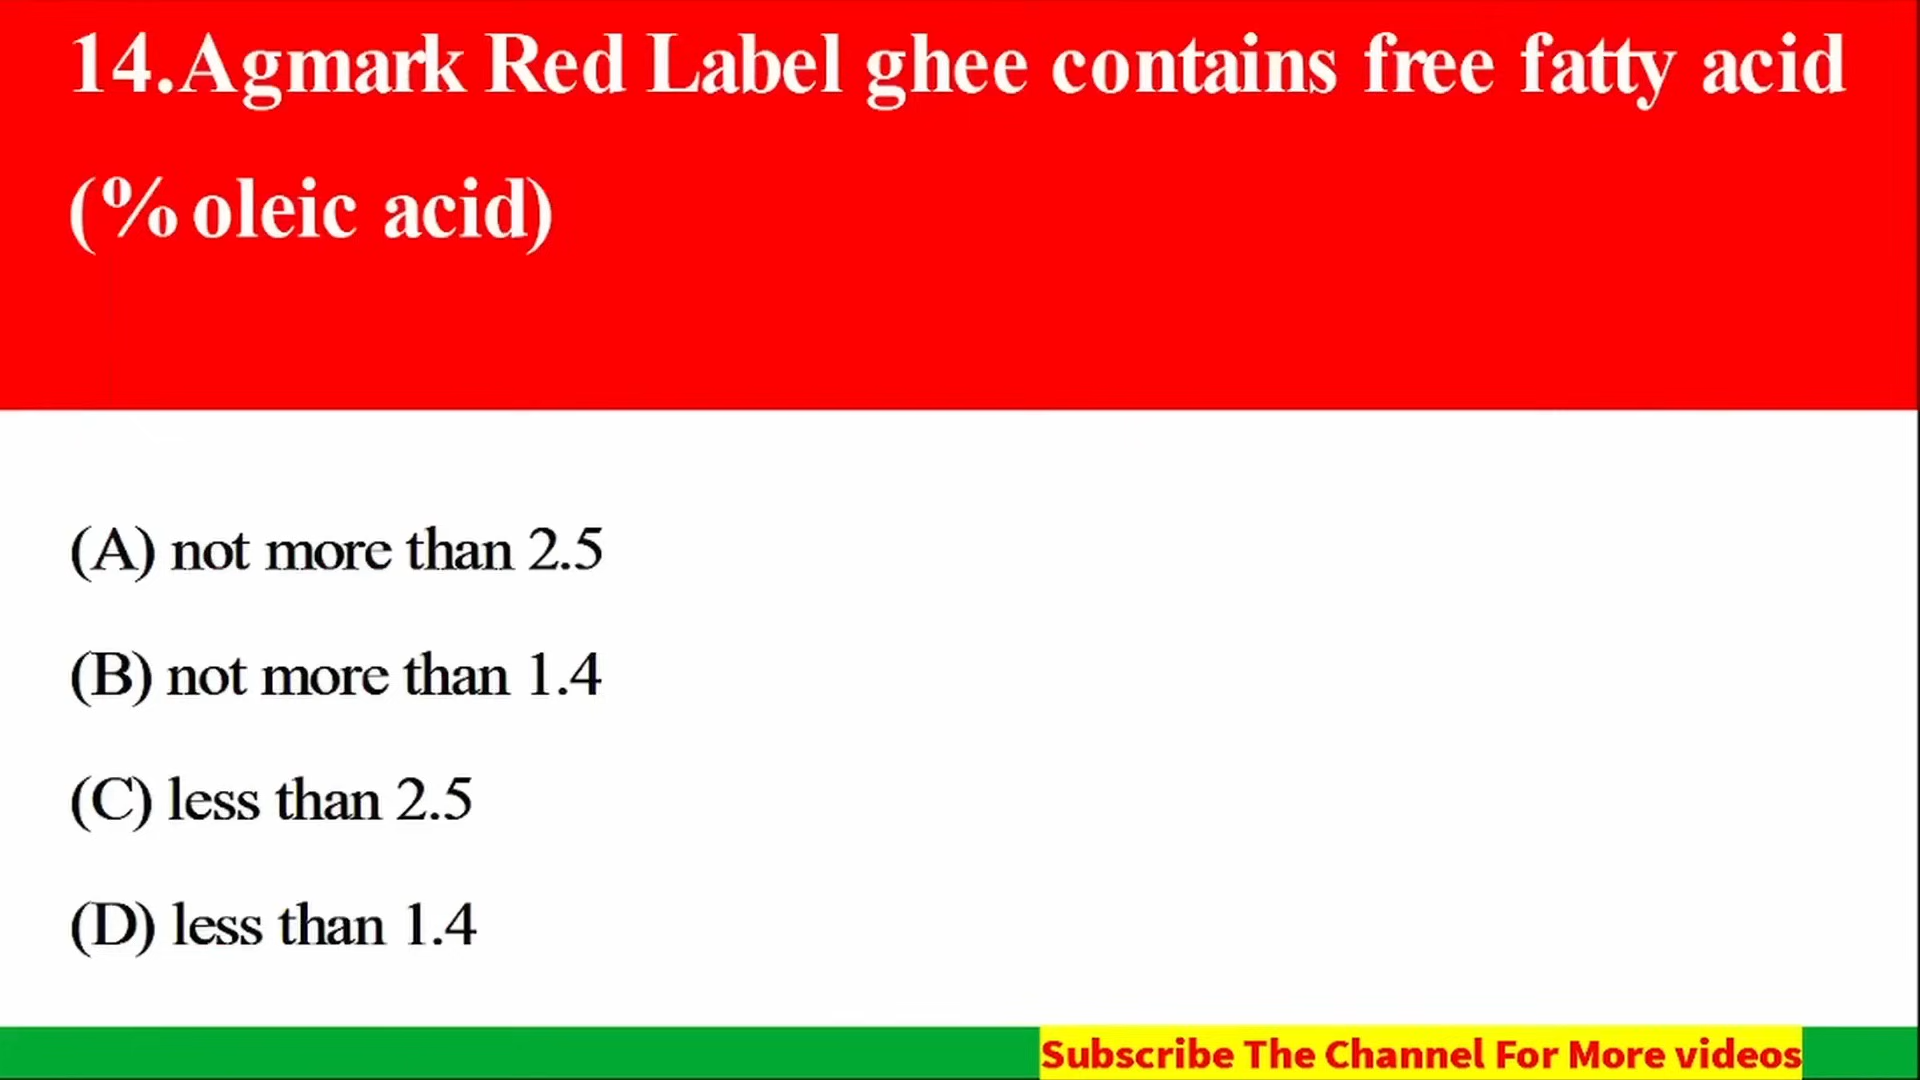 14.Agmark Red Label ghee contains free fatty acid
(% oleic acid)
(A) not more than 2.5
(B) not more than 1.4
(C) less than 2.5
(D) less than 1.4
Subscribe The Channel For More videos